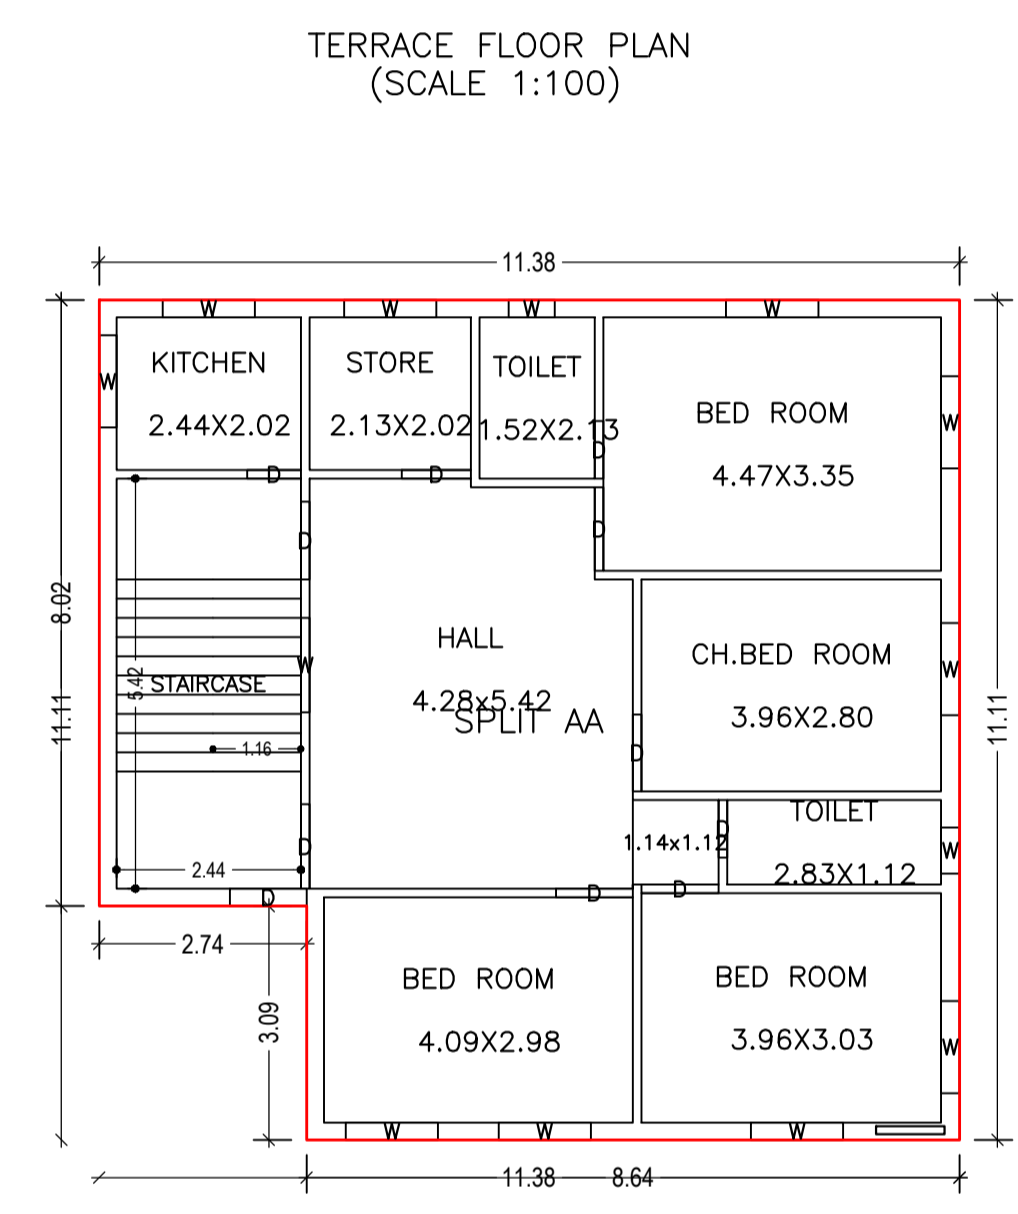 TERRACE FLOOR PLAN
(SCALE 1:100)
11.38
W W W W
KITCHEN STORE TOILET
W
2.44X2.02 2.13X2.02 1.52X2.13
BED ROOM
W
4.47X3.35
D D D
D D
8.02
HALL
CH.BED ROOM
W W
5.42
STAIRCASE
4.28x5.42
SPLIT AA
3.96X2.80
11.11
11.11
1.16
D
TOILET
D
D
1.14x1.12
W
2.44
2.83X1.12
D D D
2.74
BED ROOM
BED ROOM
3.09
4.09X2.98
3.96X3.03
W
W W W
11.38 8.64